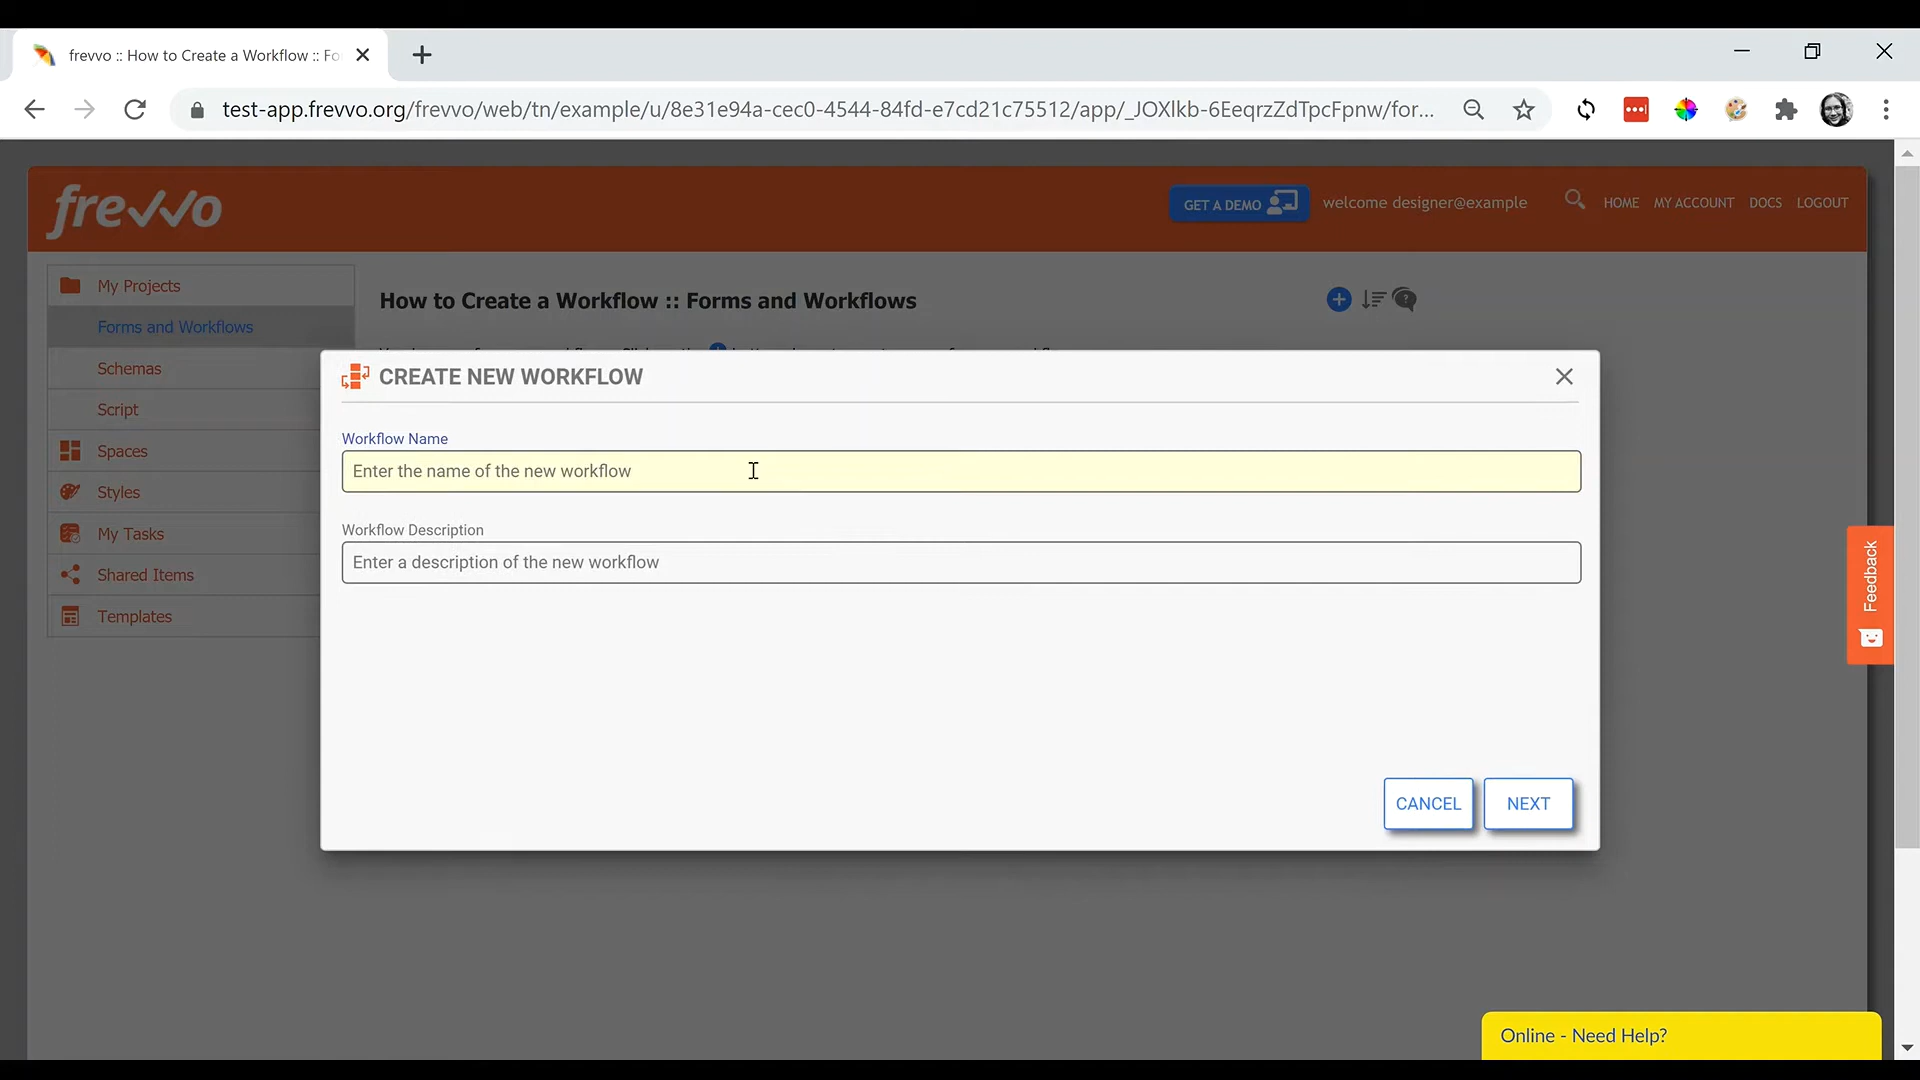 frevvo :: How to Create a Workflow :: Fo
test-app.frevvo.org/frevvo/web/tn/example/u/8e31e94a-cec0-4544-84fd-e7cd21c75512/app/_JOXlkb-6EeqrzZdTpcFpnw/for...
frevvo
GET A DEMO
welcome designer@example
HOME
MY ACCOUNT
DOCS
LOGOUT
My Projects
Forms and Workflows
Schemas
Script
Spaces
Styles
My Tasks
Shared Items
Templates
How to Create a Workflow :: Forms and Workflows
CREATE NEW WORKFLOW
Workflow Name
Enter the name of the new workflow
Workflow Description
Enter a description of the new workflow
CANCEL
NEXT
Feedback
Online - Need Help?